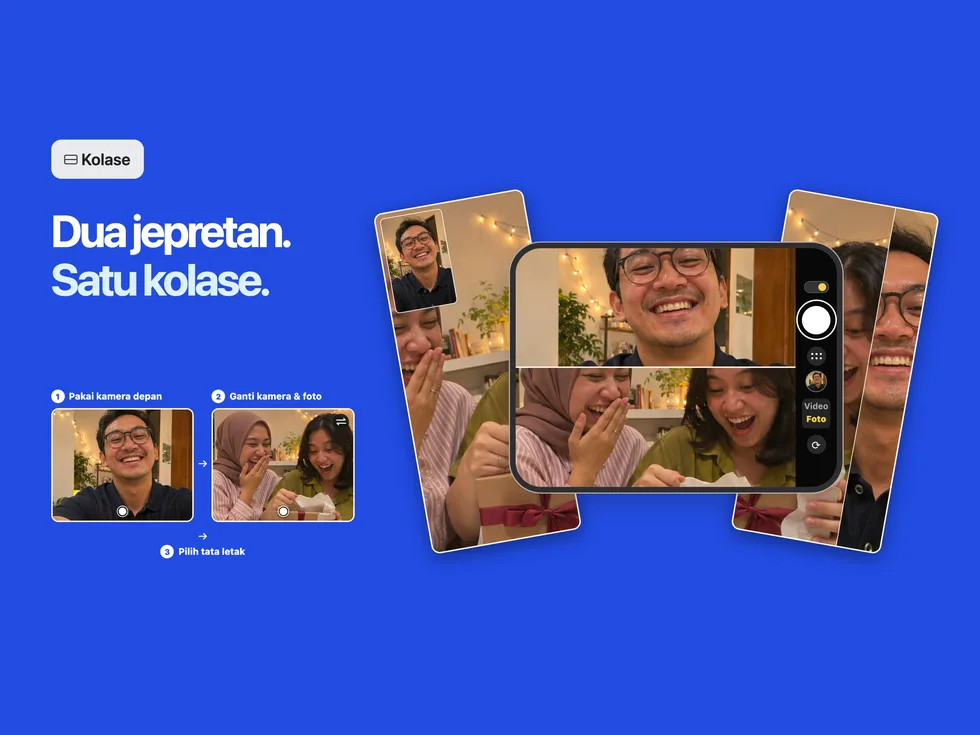 Kolase
Dua jepretan.
Satu kolase.
1 Pakai kamera depan
2 Ganti kamera & foto
3 Pilih tata letak
Video
Foto